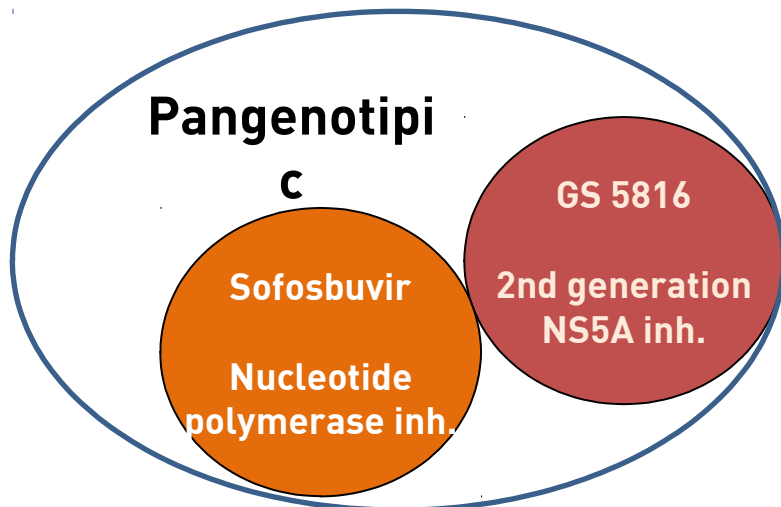 Pangenotipi
c
GS 5816
2nd generation
NS5A inh.
Sofosbuvir
Nucleotide
polymerase inh.